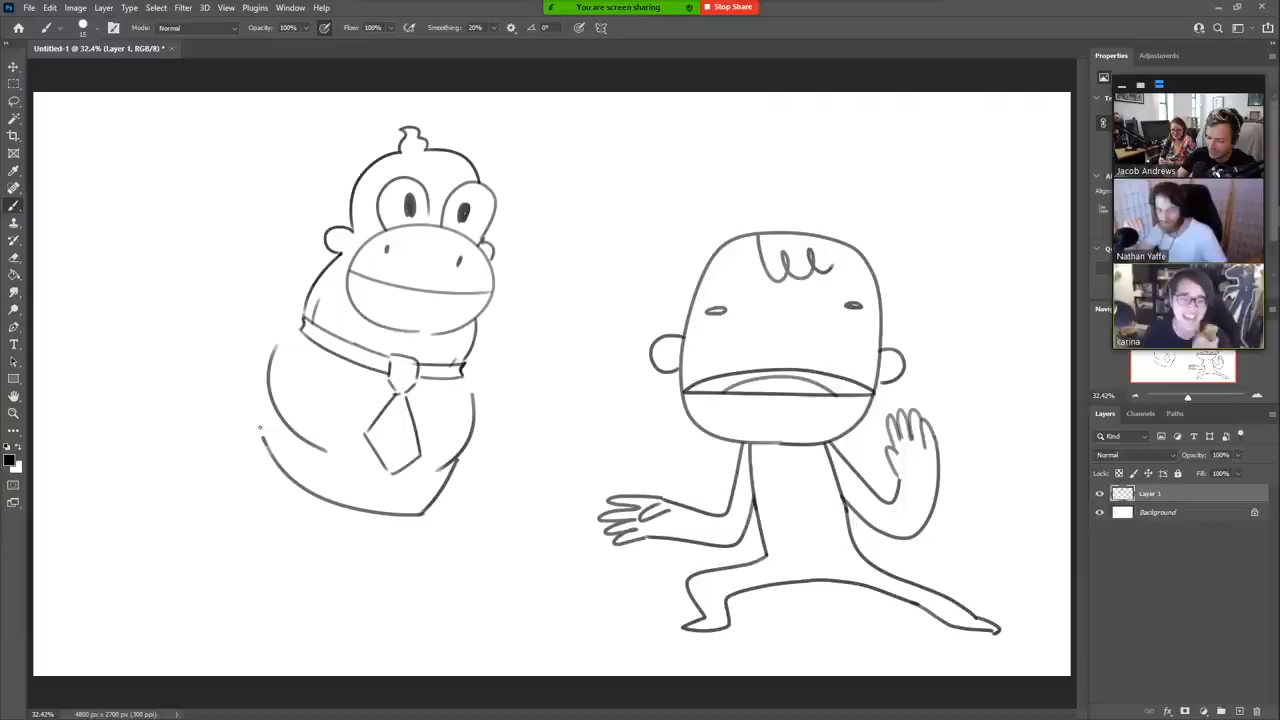 Ps File Edit Image Layer Type Select Filter 3D View Plugins Window Help
You are screen sharing Stop Share
15 Mode: Normal Opacity: 100% Flow: 100% Smoothing: 20% 0°
Untitled-1 @ 32.4% (Layer 1, RGB/8) *
Properties Adjustments
Jacob Andrews
Nathan Yaffe
karina
32.42%
Layers Channels Paths
Kind
Normal Opacity: 100%
Lock: Fill: 100%
Layer 1
Background
32.42% 4800 px x 2700 px (300 ppi)